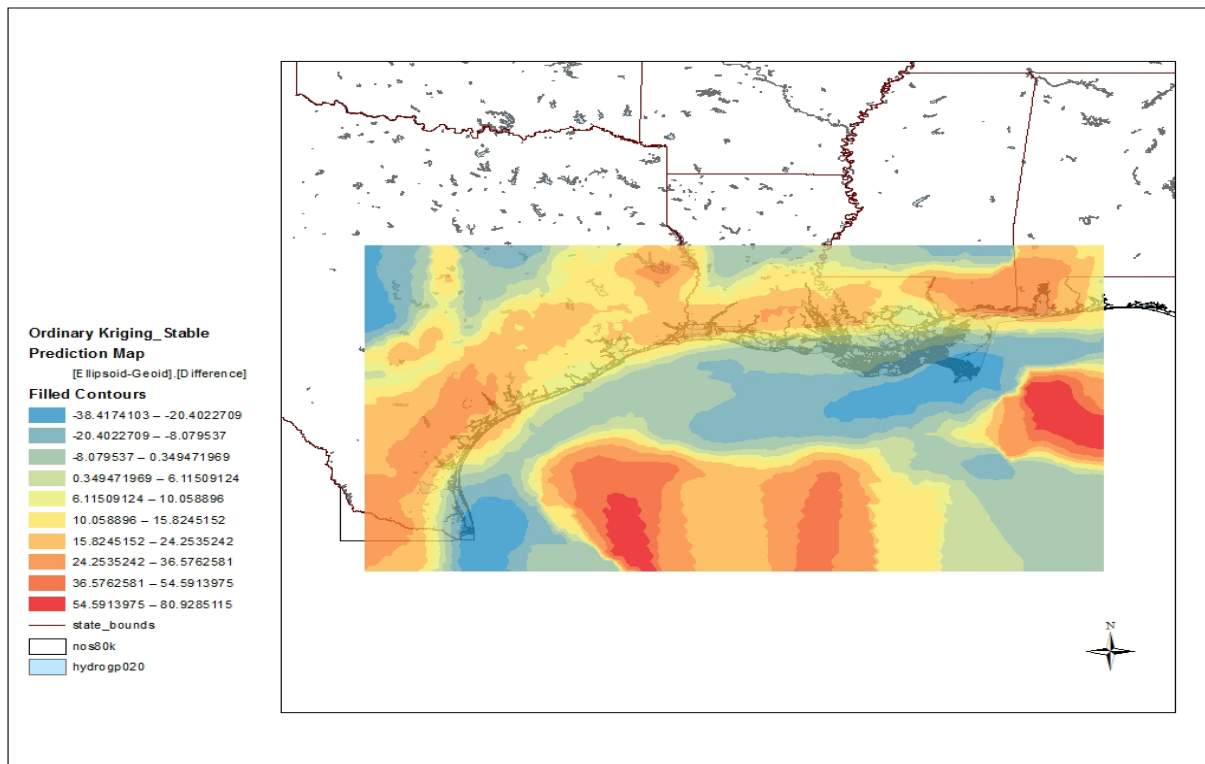 Ordinary Kriging_Stable
Prediction Map
[Ellipsoid-Geoid].[Difference]
Filled Contours
-38.4174103 – -20.4022709
-20.4022709 – -8.079537
-8.079537 – 0.349471969
0.349471969 – 6.11509124
6.11509124 – 10.058896
10.058896 – 15.8245152
15.8245152 – 24.2535242
24.2535242 – 36.5762581
36.5762581 – 54.5913975
54.5913975 – 80.9285115
state_bounds
nos80k
hydrogp020
N